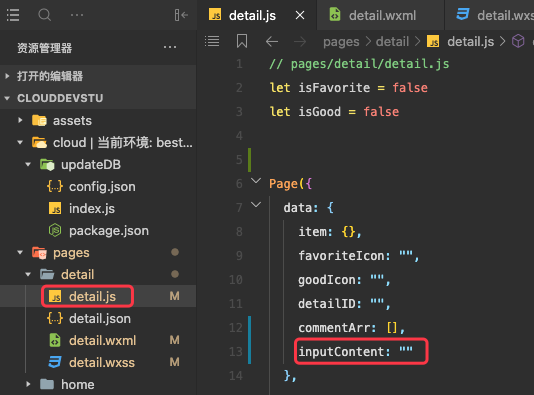 detail.js
detail.wxml
detail.wxss
资源管理器
打开的编辑器
CLOUDDEVSTU
assets
cloud | 当前环境: best...
updateDB
config.json
index.js
package.json
pages
detail
detail.js M
detail.json
detail.wxml M
detail.wxss M
home
pages > detail > detail.js >
1 // pages/detail/detail.js
2 let isFavorite = false
3 let isGood = false
4
5
6 Page({
7 data: {
8 item: {},
9 favoriteIcon: "",
10 goodIcon: "",
11 detailID: "",
12 commentArr: [],
13 inputContent: ""
14 },